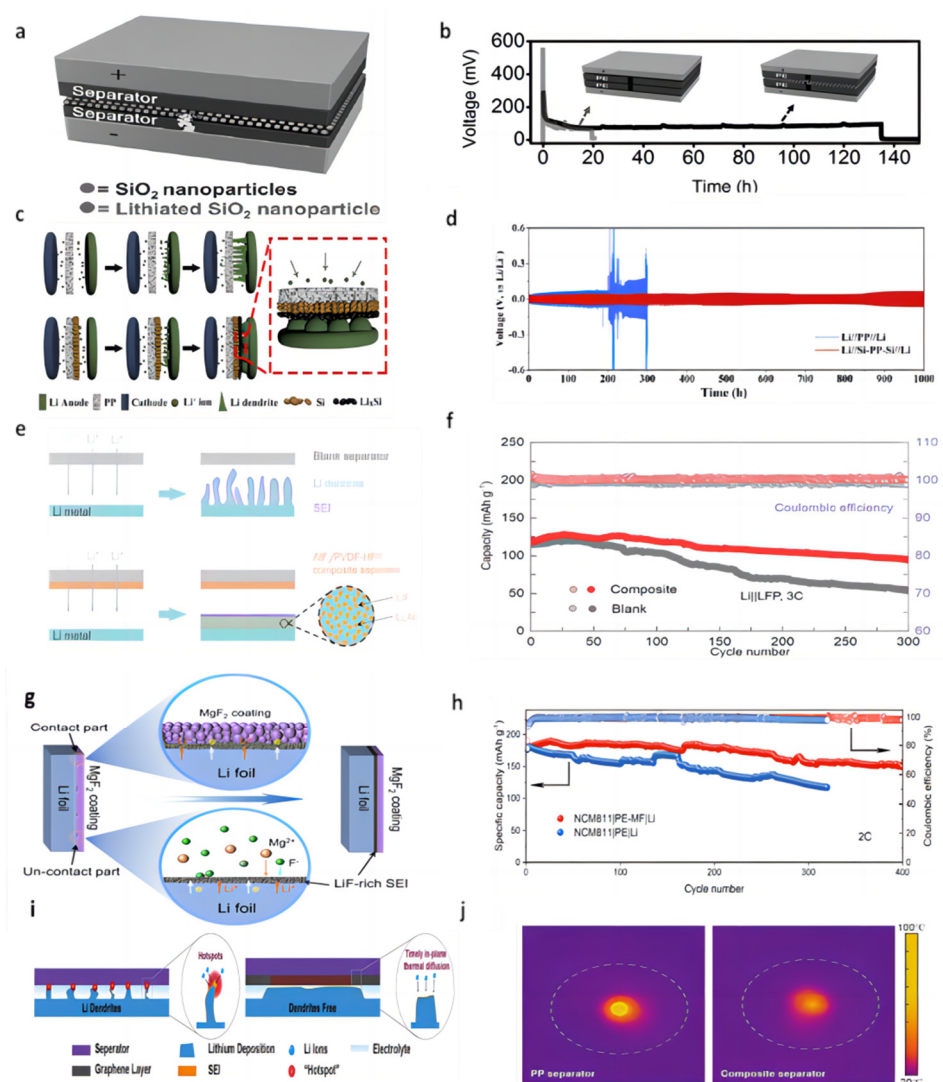 a
+
Separator
Separator
-
= SiO2 nanoparticles
= Lithiated SiO2 nanoparticle
b
Voltage (mV)
600
400
200
0
PE
PE
PE
PE
0
20
40
60
80
100
120
140
Time (h)
c
Li Anode
PP
Cathode
Li+ ion
Li dendrite
Si
LixSi
d
Voltage (V, vs Li/Li+)
0.6
0.3
0.0
-0.3
-0.6
Li//PP//Li
Li//Si-PP-Si//Li
0
100
200
300
400
500
600
700
800
900
1000
Time (h)
e
Li+
Li+
Li+
Blank separator
Li metal
SEI
Li+
Li+
composite separator
Li metal
f
Capacity (mAh g-1)
250
200
150
100
50
0
110
100
90
80
70
60
Coulombic efficiency
Composite
Blank
Li||LFP, 3C
0
50
100
150
200
250
300
Cycle number
g
Contact part
MgF2 coating
Li foil
Li foil
MgF2 coating
Li foil
MgF2 coating
Mg2+
F-
Li+
Li+
Un-contact part
LiF-rich SEI
Li foil
h
Specific capacity (mAh g-1)
250
200
150
100
50
0
100
80
60
40
20
0
Coulombic efficiency (%)
NCM811|PE-MF|Li
NCM811|PE|Li
2C
0
100
200
300
400
Cycle number
i
Hotspots
Li Dendrites
Timely in-plane
thermal diffusion
Dendrites Free
Seperator
Lithium Deposition
Li Ions
Electrolyte
Graphene Layer
SEI
"Hotspot"
j
100°C
PP separator
Composite separator